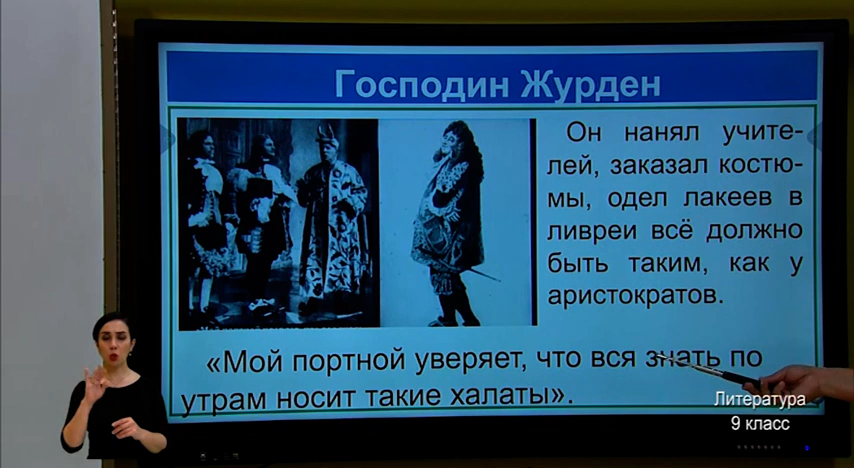 Господин Журден
Он нанял учите-
лей, заказал костю-
мы, одел лакеев в
ливреи всё должно
быть таким, как у
аристократов.
«Мой портной уверяет, что вся знать по
утрам носит такие халаты».
Литература
9 класс